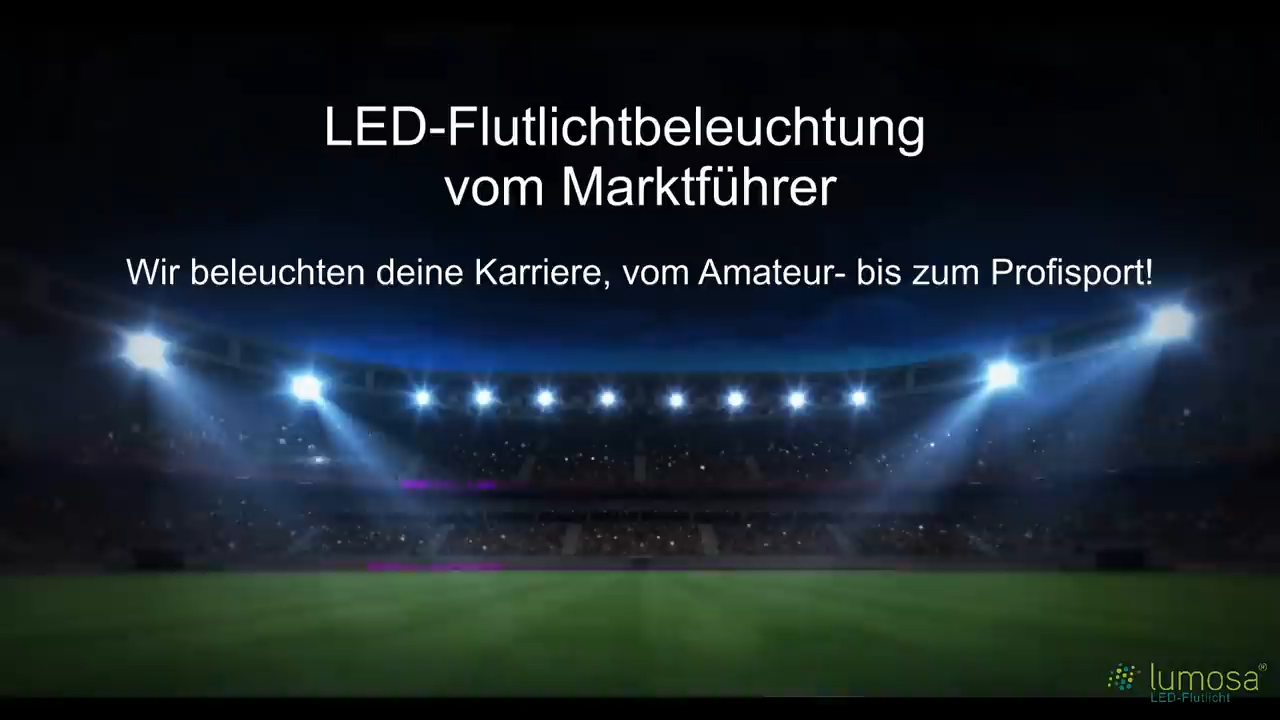 LED-Flutlichtbeleuchtung
vom Marktführer
Wir beleuchten deine Karriere, vom Amateur- bis zum Profisport!
lumosa®
LED-Flutlicht